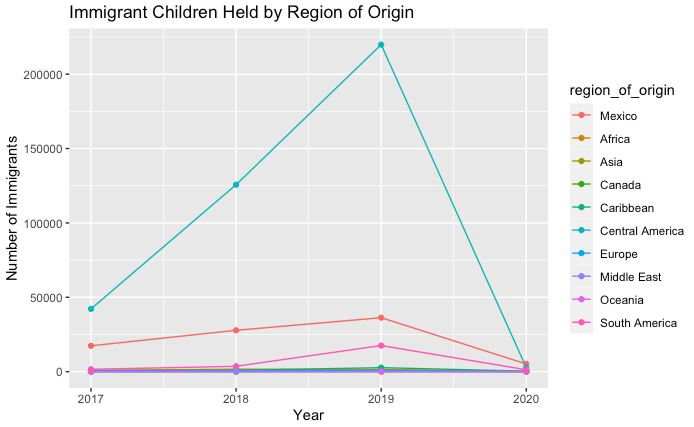 Immigrant Children Held by Region of Origin
Number of Immigrants
200000
150000
100000
50000
0
2017
2018
2019
2020
Year
region_of_origin
Mexico
Africa
Asia
Canada
Caribbean
Central America
Europe
Middle East
Oceania
South America